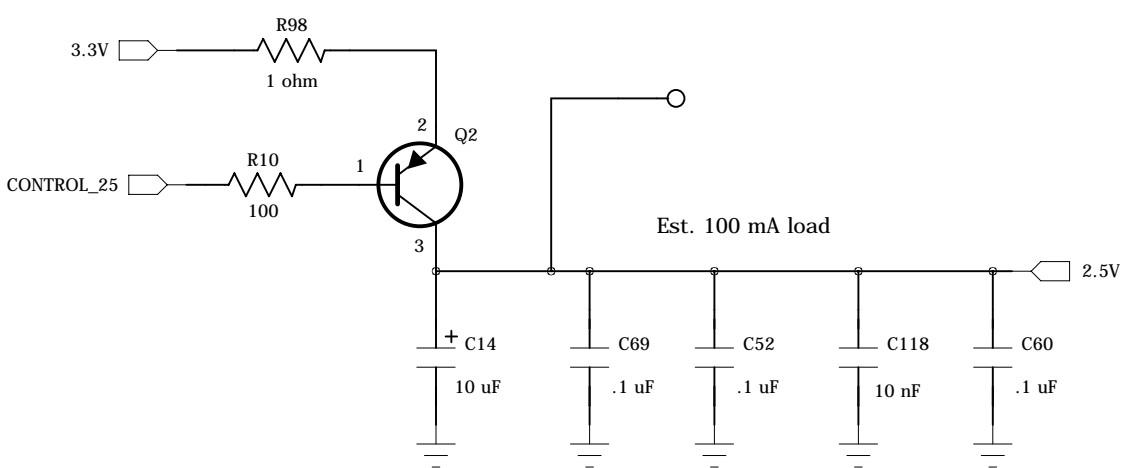 R98
3.3V
1 ohm
2
Q2
R10
1
CONTROL_25
100
Est. 100 mA load
3
2.5V
+
C14
C69
C52
C118
C60
10 uF
.1 uF
.1 uF
10 nF
.1 uF